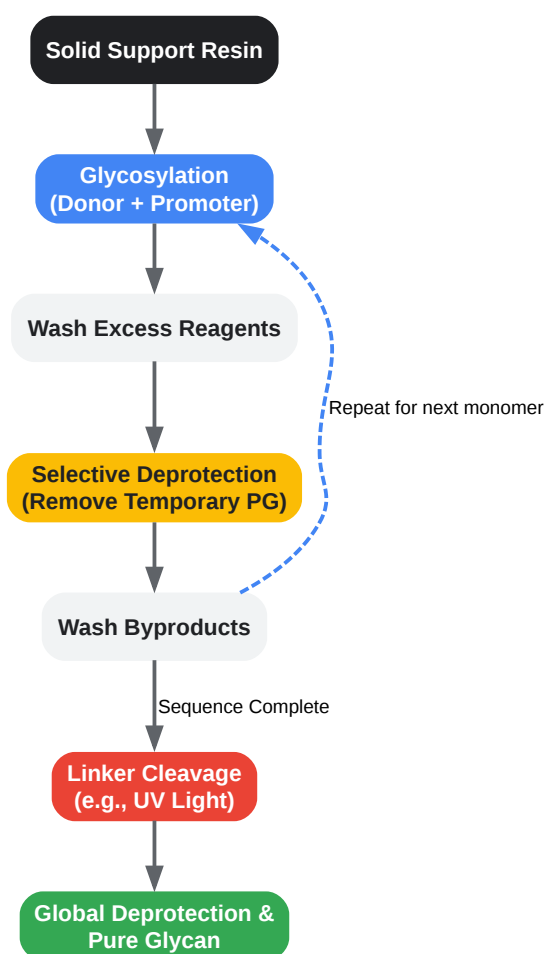 Solid Support Resin
Glycosylation
(Donor + Promoter)
Wash Excess Reagents
Repeat for next monomer
Selective Deprotection
(Remove Temporary PG)
Wash Byproducts
Sequence Complete
Linker Cleavage
(e.g., UV Light)
Global Deprotection &
Pure Glycan